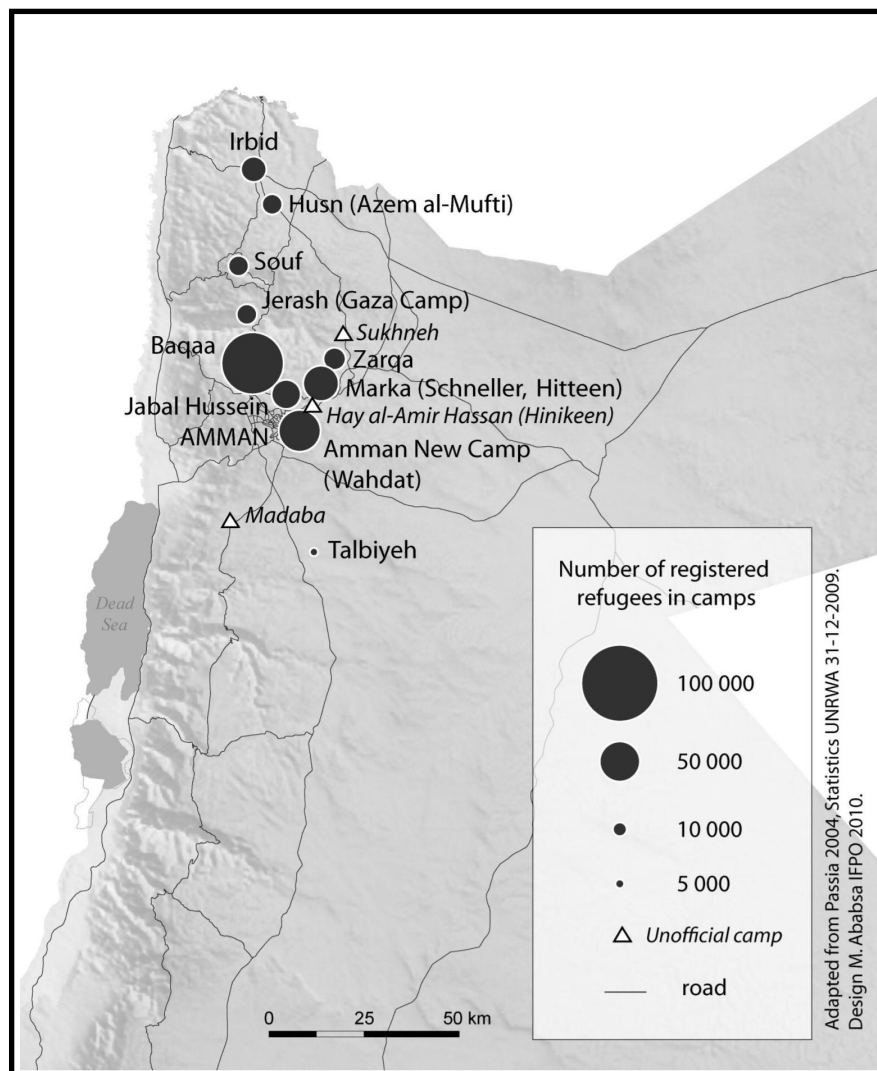 Irbid
Husn (Azem al-Mufti)
Souf
Jerash (Gaza Camp)
Sukhneh
Baqaa
Zarqa
Marka (Schneller, Hitteen)
Jabal Hussein
Hay al-Amir Hassan (Hinikeen)
AMMAN
Amman New Camp
(Wahdat)
Madaba
Talbiyeh
Dead
Sea
Number of registered
refugees in camps
100 000
50 000
10 000
5 000
Unofficial camp
road
0 25 50 km
Adapted from Passia 2004, Statistics UNRWA 31-12-2009.
Design M. Ababsa IFPO 2010.